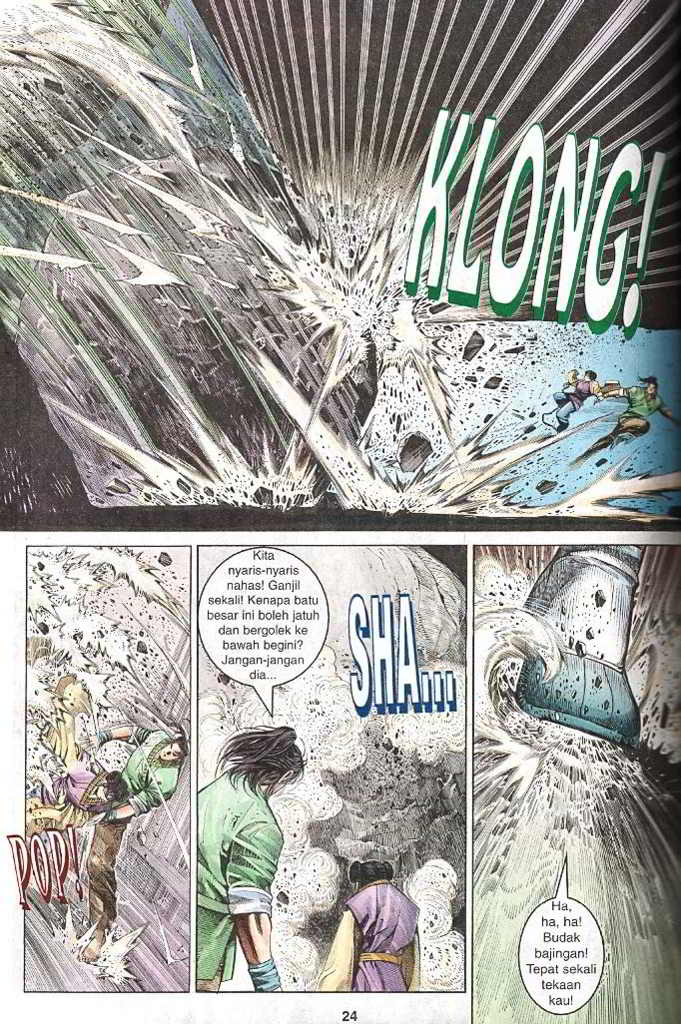 KLONG!
POP!
Kita
nyaris-nyaris
nahas! Ganjil
sekali! Kenapa batu
besar ini boleh jatuh
dan bergolek ke
bawah begini?
Jangan-jangan
dia...
SHA...
Ha,
ha, ha!
Budak
bajingan!
Tepat sekali
tekaan
kau!
24